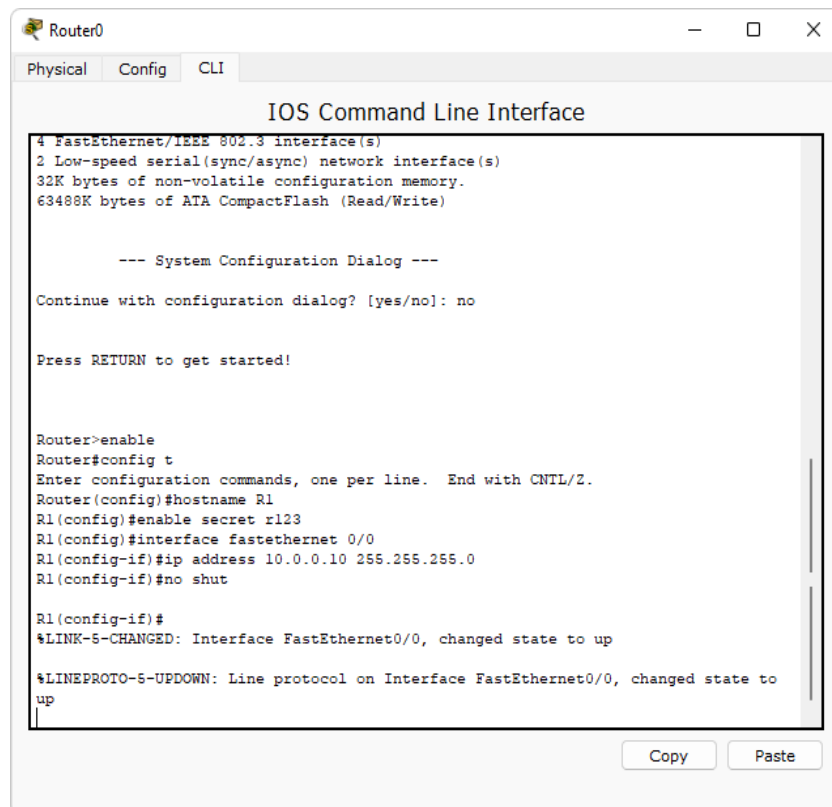 Router0
Physical Config CLI
IOS Command Line Interface
4 FastEthernet/IEEE 802.3 interface(s)
2 Low-speed serial(sync/async) network interface(s)
32K bytes of non-volatile configuration memory.
63488K bytes of ATA CompactFlash (Read/Write)
--- System Configuration Dialog ---
Continue with configuration dialog? [yes/no]: no
Press RETURN to get started!
Router>enable
Router#config t
Enter configuration commands, one per line.  End with CNTL/Z.
Router(config)#hostname R1
R1(config)#enable secret r123
R1(config)#interface fastethernet 0/0
R1(config-if)#ip address 10.0.0.10 255.255.255.0
R1(config-if)#no shut
R1(config-if)#
%LINK-5-CHANGED: Interface FastEthernet0/0, changed state to up
%LINEPROTO-5-UPDOWN: Line protocol on Interface FastEthernet0/0, changed state to
up
Copy Paste